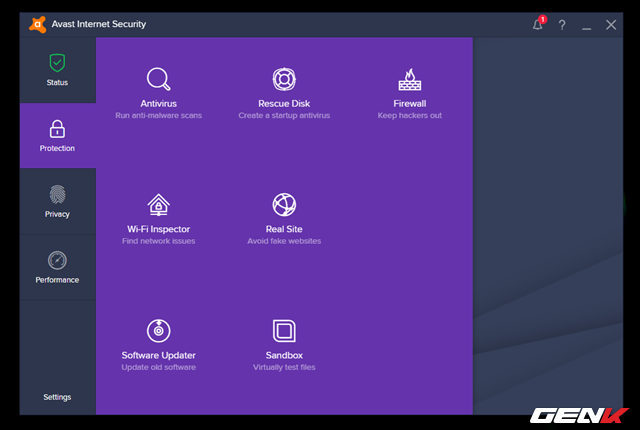 Avast Internet Security
1
?
Status
Protection
Privacy
Performance
Settings
Antivirus
Run anti-malware scans
Rescue Disk
Create a startup antivirus
Firewall
Keep hackers out
Wi-Fi Inspector
Find network issues
Real Site
Avoid fake websites
Software Updater
Update old software
Sandbox
Virtually test files
GENK